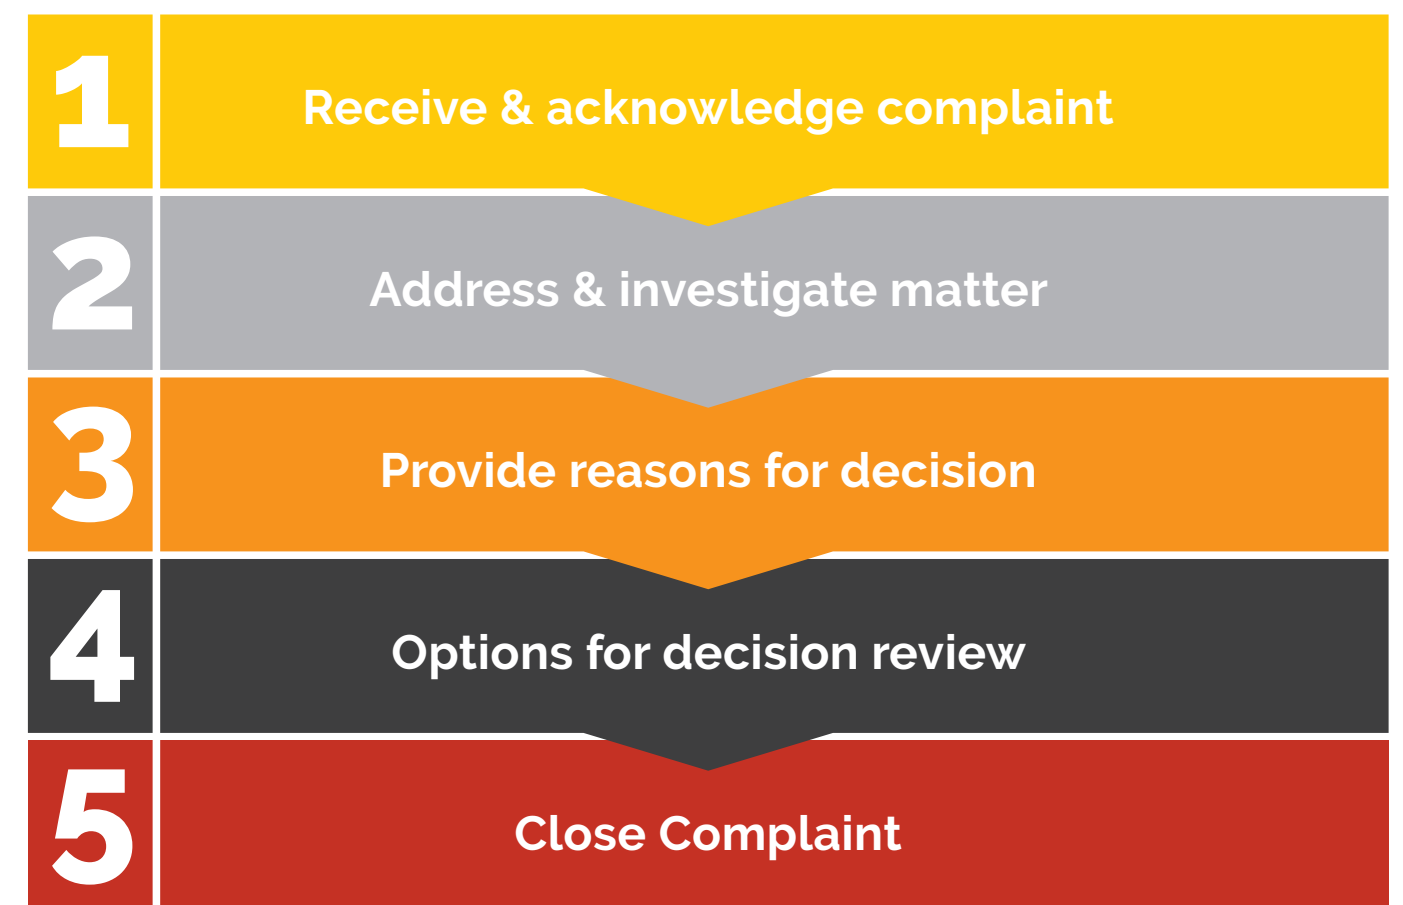 1
Receive & acknowledge complaint
2
Address & investigate matter
3
Provide reasons for decision
4
Options for decision review
5
Close Complaint